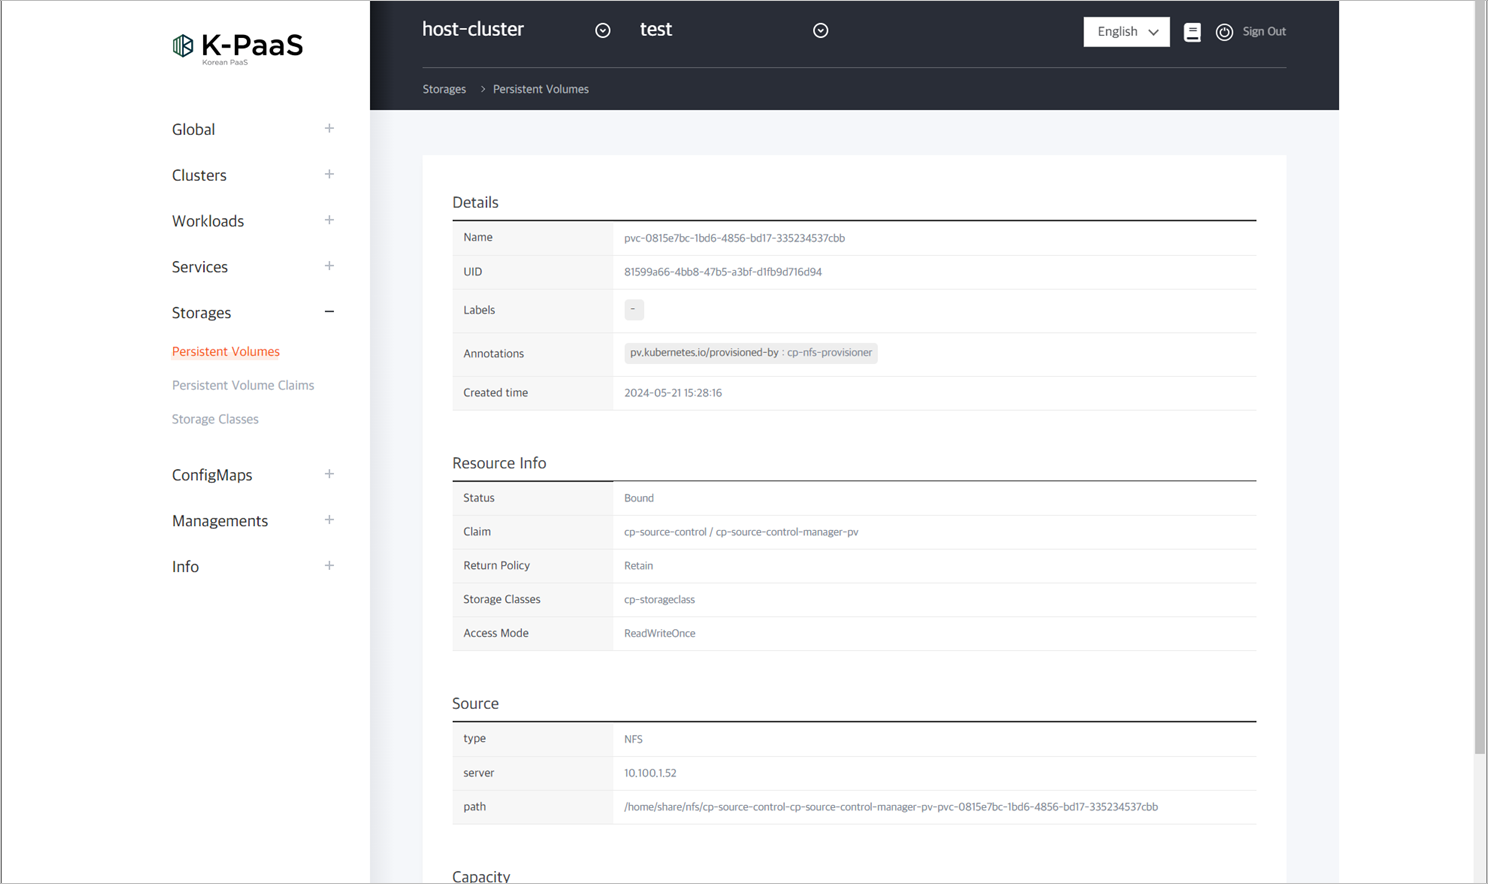 K-PaaS
Korean PaaS
host-cluster
test
English
Sign Out
Storages > Persistent Volumes
Global +
Clusters +
Workloads +
Services +
Storages −
Persistent Volumes
Persistent Volume Claims
Storage Classes
ConfigMaps +
Managements +
Info +
Details
Name pvc-0815e7bc-1bd6-4856-bd17-335234537cbb
UID 81599a66-4bb8-47b5-a3bf-d1fb9d716d94
Labels -
Annotations pv.kubernetes.io/provisioned-by : cp-nfs-provisioner
Created time 2024-05-21 15:28:16
Resource Info
Status Bound
Claim cp-source-control / cp-source-control-manager-pv
Return Policy Retain
Storage Classes cp-storageclass
Access Mode ReadWriteOnce
Source
type NFS
server 10.100.1.52
path /home/share/nfs/cp-source-control-cp-source-control-manager-pv-pvc-0815e7bc-1bd6-4856-bd17-335234537cbb
Capacity